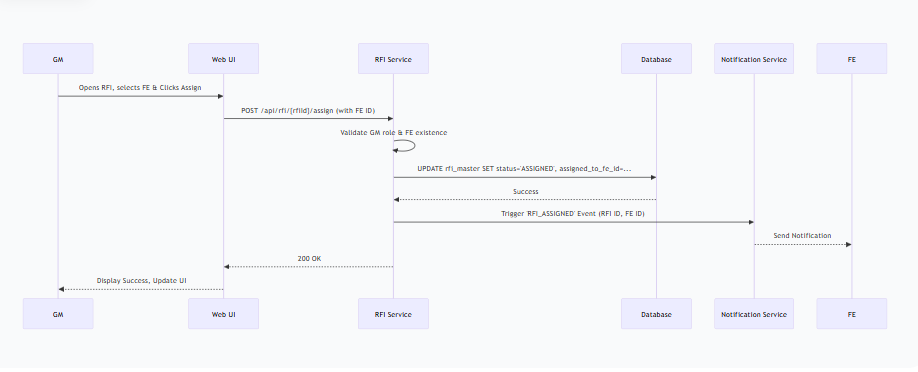 GM
Web UI
RFI Service
Database
Notification Service
FE
Opens RFI, selects FE & Clicks Assign
POST /api/rfi/[rfiId]/assign (with FE ID)
Validate GM role & FE existence
UPDATE rfi_master SET status='ASSIGNED', assigned_to_fe_id=...
Success
Trigger 'RFI_ASSIGNED' Event (RFI ID, FE ID)
Send Notification
200 OK
Display Success, Update UI
GM
Web UI
RFI Service
Database
Notification Service
FE